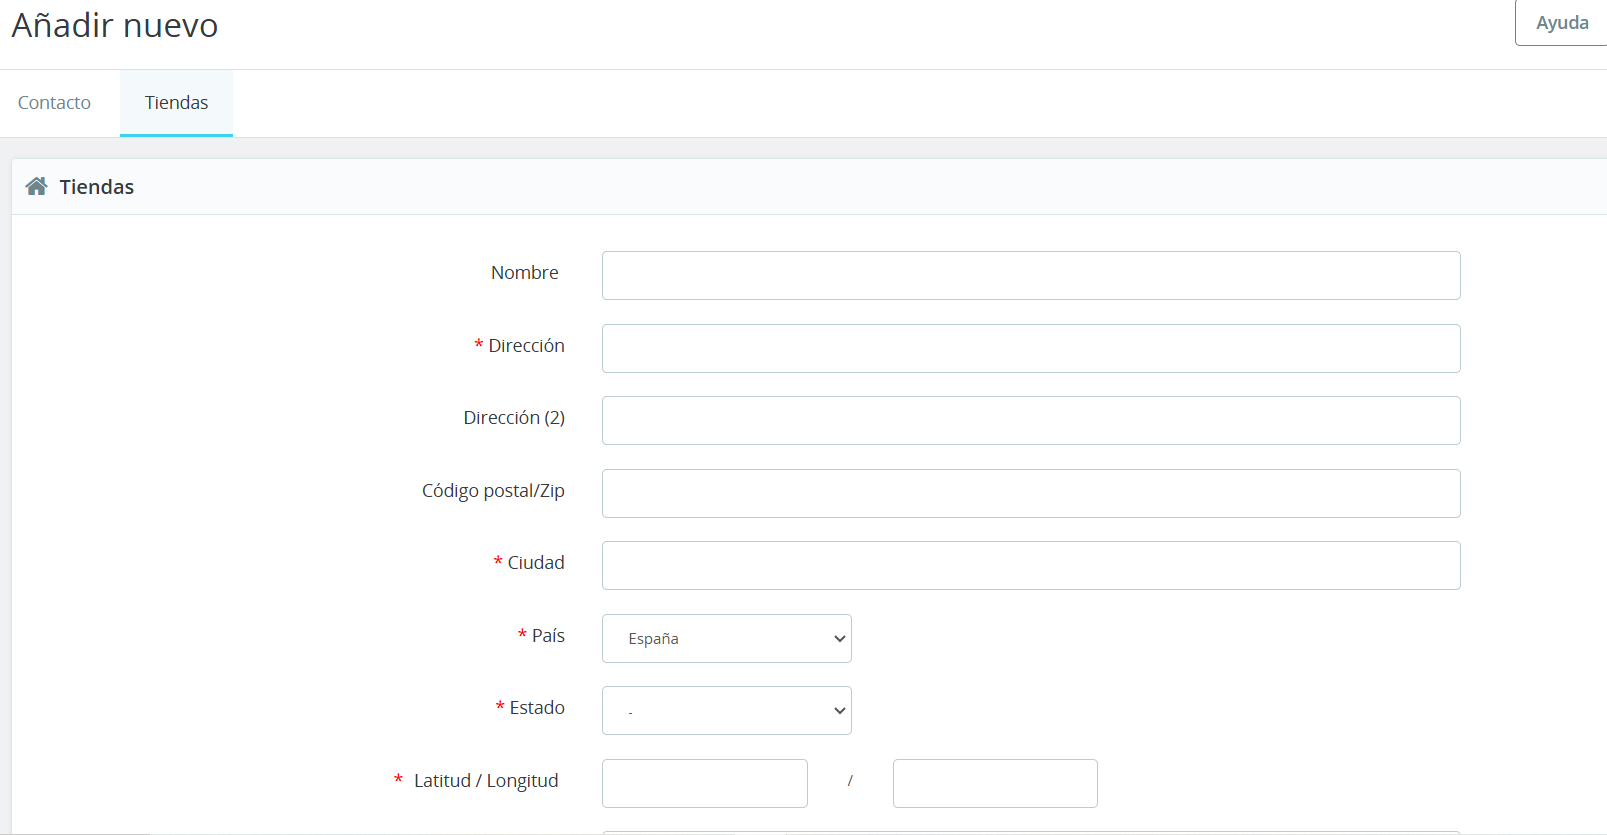 Añadir nuevo
Ayuda
Contacto
Tiendas
Tiendas
Nombre
* Dirección
Dirección (2)
Código postal/Zip
* Ciudad
* País
España
* Estado
-
* Latitud / Longitud
/